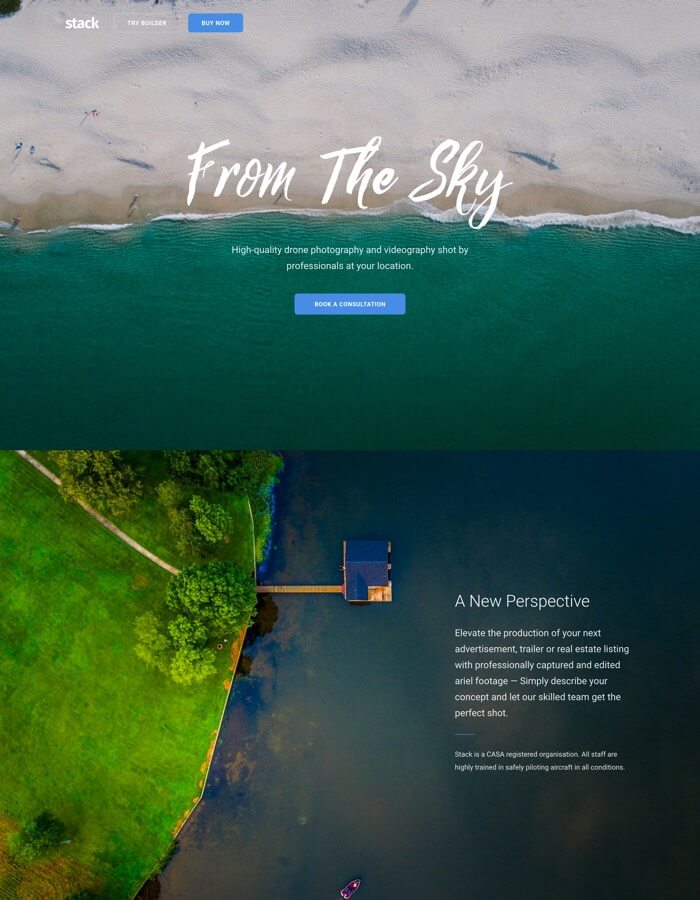 stack
TRY BUILDER
BUY NOW
From The Sky
High-quality drone photography and videography shot by
professionals at your location.
BOOK A CONSULTATION
A New Perspective
Elevate the production of your next
advertisement, trailer or real estate listing
with professionally captured and edited
ariel footage — Simply describe your
concept and let our skilled team get the
perfect shot.
Stack is a CASA registered organisation. All staff are
highly trained in safely piloting aircraft in all conditions.